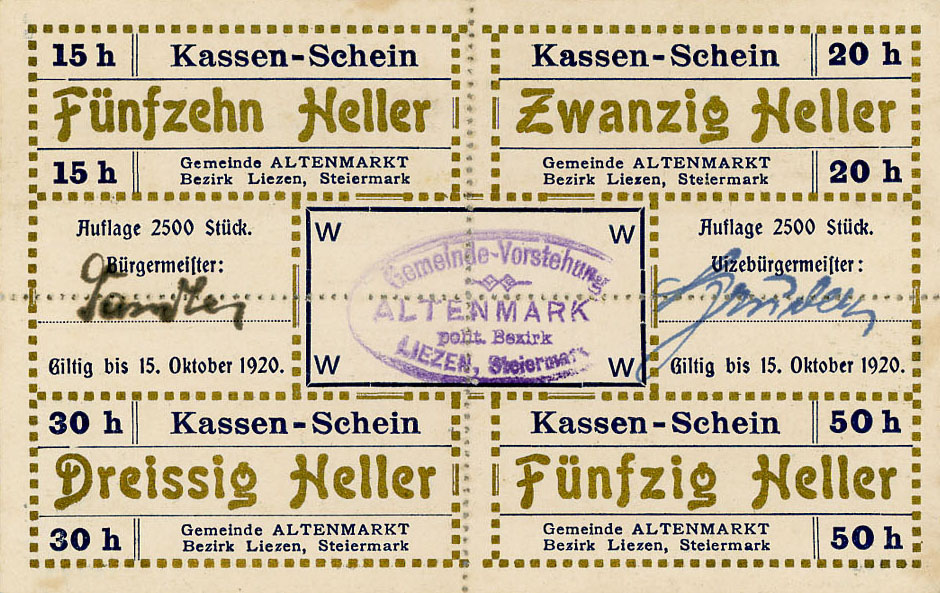 15 h Kassen-Schein
Fünfzehn Heller
15 h Gemeinde ALTENMARKT
Bezirk Liezen, Steiermark
Kassen-Schein 20 h
Zwanzig Heller
Gemeinde ALTENMARKT 20 h
Bezirk Liezen, Steiermark
Auflage 2500 Stück.
Bürgermeister:
Giltig bis 15. Oktober 1920.
W W
Gemeinde-Vorstehung
ALTENMARK
polit. Bezirk
LIEZEN, Steiermark
W W
Auflage 2500 Stück.
Vizebürgermeister:
Giltig bis 15. Oktober 1920.
30 h Kassen-Schein
Dreissig Heller
30 h Gemeinde ALTENMARKT
Bezirk Liezen, Steiermark
Kassen-Schein 50 h
Fünfzig Heller
Gemeinde ALTENMARKT 50 h
Bezirk Liezen, Steiermark